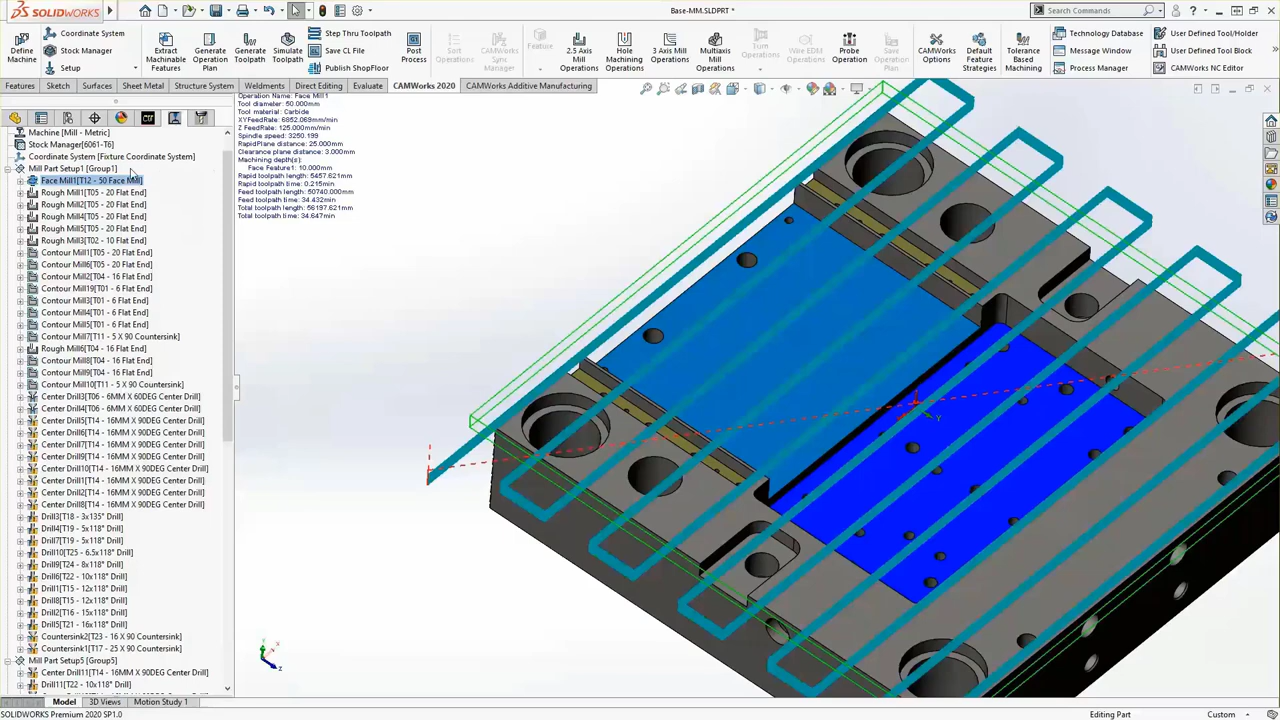 SOLIDWORKS
Base-MM.SLDPRT *
Search Commands
Define Machine
Coordinate System
Stock Manager
Setup
Extract Machinable Features
Generate Operation Plan
Generate Toolpath
Simulate Toolpath
Step Thru Toolpath
Save CL File
Publish ShopFloor
Post Process
Sort Operations
CAMWorks Sync Manager
Feature
2.5 Axis Mill Operations
Hole Machining Operations
3 Axis Mill Operations
Multiaxis Mill Operations
Turn Operations
Wire EDM Operations
Probe Operation
Save Operation Plan
CAMWorks Options
Default Feature Strategies
Tolerance Based Machining
Technology Database
Message Window
Process Manager
User Defined Tool/Holder
User Defined Tool Block
CAMWorks NC Editor
Features
Sketch
Surfaces
Sheet Metal
Structure System
Weldments
Direct Editing
Evaluate
CAMWorks 2020
CAMWorks Additive Manufacturing
Machine [Mill - Metric]
Stock Manager[6061-T6]
Coordinate System [Fixture Coordinate System]
Mill Part Setup1 [Group1]
Face Mill1[T12 - 50 Face Mill]
Rough Mill1[T05 - 20 Flat End]
Rough Mill2[T05 - 20 Flat End]
Rough Mill4[T05 - 20 Flat End]
Rough Mill5[T05 - 20 Flat End]
Rough Mill3[T02 - 10 Flat End]
Contour Mill1[T05 - 20 Flat End]
Contour Mill6[T05 - 20 Flat End]
Contour Mill2[T04 - 16 Flat End]
Contour Mill19[T01 - 6 Flat End]
Contour Mill3[T01 - 6 Flat End]
Contour Mill4[T01 - 6 Flat End]
Contour Mill5[T01 - 6 Flat End]
Contour Mill7[T11 - 5 X 90 Countersink]
Rough Mill6[T04 - 16 Flat End]
Contour Mill8[T04 - 16 Flat End]
Contour Mill9[T04 - 16 Flat End]
Contour Mill10[T11 - 5 X 90 Countersink]
Center Drill3[T06 - 6MM X 60DEG Center Drill]
Center Drill4[T06 - 6MM X 60DEG Center Drill]
Center Drill5[T14 - 16MM X 90DEG Center Drill]
Center Drill6[T14 - 16MM X 90DEG Center Drill]
Center Drill7[T14 - 16MM X 90DEG Center Drill]
Center Drill9[T14 - 16MM X 90DEG Center Drill]
Center Drill10[T14 - 16MM X 90DEG Center Drill]
Center Drill1[T14 - 16MM X 90DEG Center Drill]
Center Drill2[T14 - 16MM X 90DEG Center Drill]
Center Drill8[T14 - 16MM X 90DEG Center Drill]
Drill3[T18 - 3x135° Drill]
Drill4[T19 - 5x118° Drill]
Drill7[T19 - 5x118° Drill]
Drill10[T25 - 6.5x118° Drill]
Drill9[T24 - 8x118° Drill]
Drill6[T22 - 10x118° Drill]
Drill1[T15 - 12x118° Drill]
Drill8[T15 - 12x118° Drill]
Drill2[T16 - 15x118° Drill]
Drill5[T21 - 16x118° Drill]
Countersink2[T23 - 16 X 90 Countersink]
Countersink1[T17 - 25 X 90 Countersink]
Mill Part Setup5 [Group5]
Center Drill11[T14 - 16MM X 90DEG Center Drill]
Drill11[T22 - 10x118° Drill]
Operation Name: Face Mill1
Tool diameter: 50.000mm
Tool material: Carbide
XYFeedRate: 6852.069mm/min
Z FeedRate: 125.000mm/min
Spindle speed: 3250.199
RapidPlane distance: 25.000mm
Clearance plane distance: 3.000mm
Machining depth(s):
Face Feature1: 10.000mm
Rapid toolpath length: 5457.621mm
Rapid toolpath time: 0.215min
Feed toolpath length: 50740.000mm
Feed toolpath time: 34.432min
Total toolpath length: 56197.621mm
Total toolpath time: 34.647min
Y
Y
X
Z
Model
3D Views
Motion Study 1
SOLIDWORKS Premium 2020 SP1.0
Editing Part
Custom